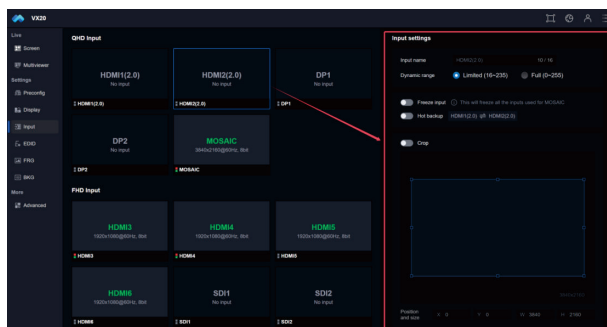 VX20
Live
Screen
Multiviewer
Settings
Preconfig
Display
Input
EDID
FRG
BKG
More
Advanced
QHD Input
HDMI1(2.0)
No input
HDMI1(2.0)
HDMI2(2.0)
No input
HDMI2(2.0)
DP1
No input
DP1
DP2
No input
DP2
MOSAIC
3840x2160@60Hz, 8bit
MOSAIC
FHD Input
HDMI3
1920x1080@60Hz, 8bit
HDMI3
HDMI4
1920x1080@60Hz, 8bit
HDMI4
HDMI5
1920x1080@60Hz, 8bit
HDMI5
HDMI6
1920x1080@60Hz, 8bit
HDMI6
SDI1
No input
SDI1
SDI2
No input
SDI2
Input settings
Input name HDMI2(2.0) 10 / 16
Dynamic range Limited (16~235) Full (0~255)
Freeze input This will freeze all the inputs used for MOSAIC
Hot backup HDMI1(2.0) HDMI2(2.0)
Crop
Position and size X 0 Y 0 W 3840 H 2160